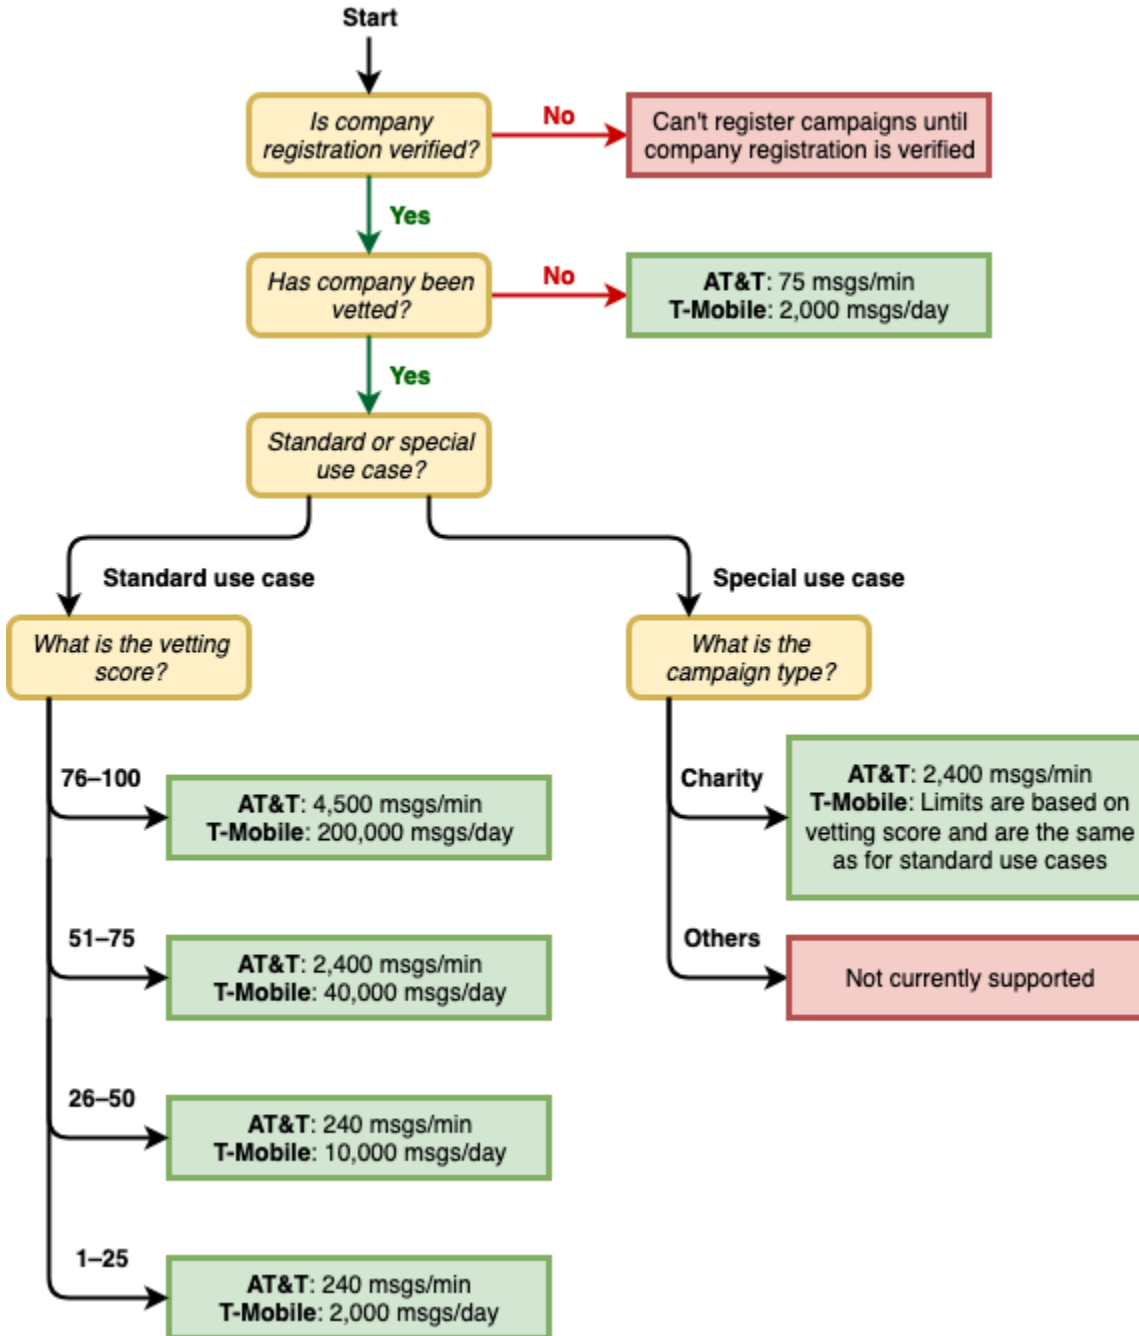 Start
Is company
registration verified?
No
Can't register campaigns until
company registration is verified
Yes
Has company been
vetted?
No
AT&T: 75 msgs/min
T-Mobile: 2,000 msgs/day
Yes
Standard or special
use case?
Standard use case
Special use case
What is the vetting
score?
What is the
campaign type?
76–100
AT&T: 4,500 msgs/min
T-Mobile: 200,000 msgs/day
Charity
AT&T: 2,400 msgs/min
T-Mobile: Limits are based on
vetting score and are the same
as for standard use cases
51–75
AT&T: 2,400 msgs/min
T-Mobile: 40,000 msgs/day
Others
Not currently supported
26–50
AT&T: 240 msgs/min
T-Mobile: 10,000 msgs/day
1–25
AT&T: 240 msgs/min
T-Mobile: 2,000 msgs/day